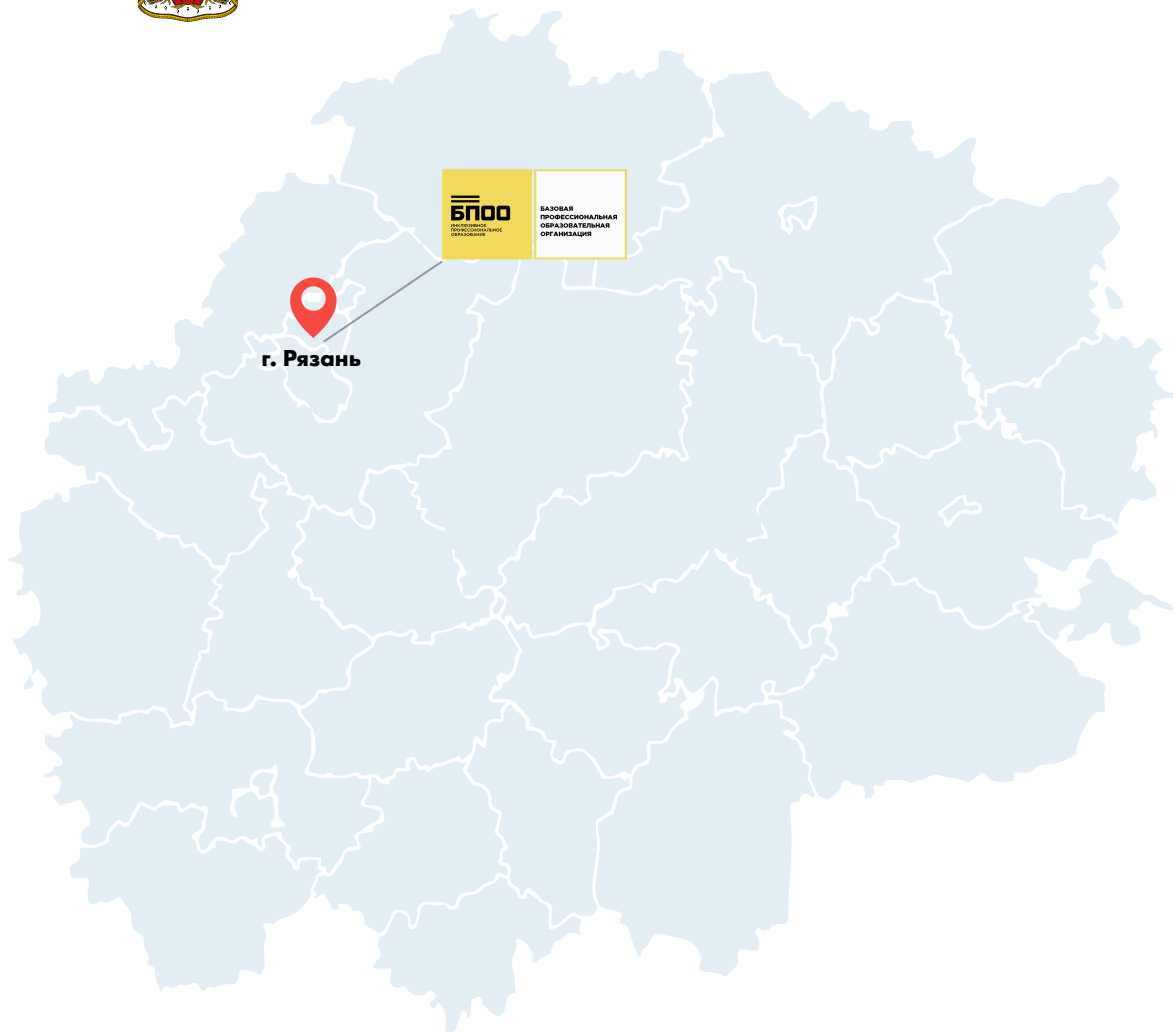 БПОО
ИНКЛЮЗИВНОЕ
ПРОФЕССИОНАЛЬНОЕ
ОБРАЗОВАНИЕ
БАЗОВАЯ
ПРОФЕССИОНАЛЬНАЯ
ОБРАЗОВАТЕЛЬНАЯ
ОРГАНИЗАЦИЯ
г. Рязань